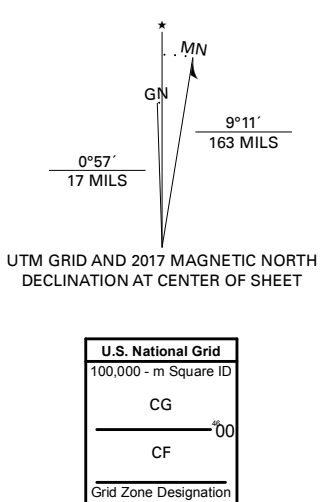 ★
MN
GN
9°11´
163 MILS
0°57´
17 MILS
UTM GRID AND 2017 MAGNETIC NORTH
DECLINATION AT CENTER OF SHEET
U.S. National Grid
100,000 - m Square ID
CG
⁴⁶00
CF
Grid Zone Designation